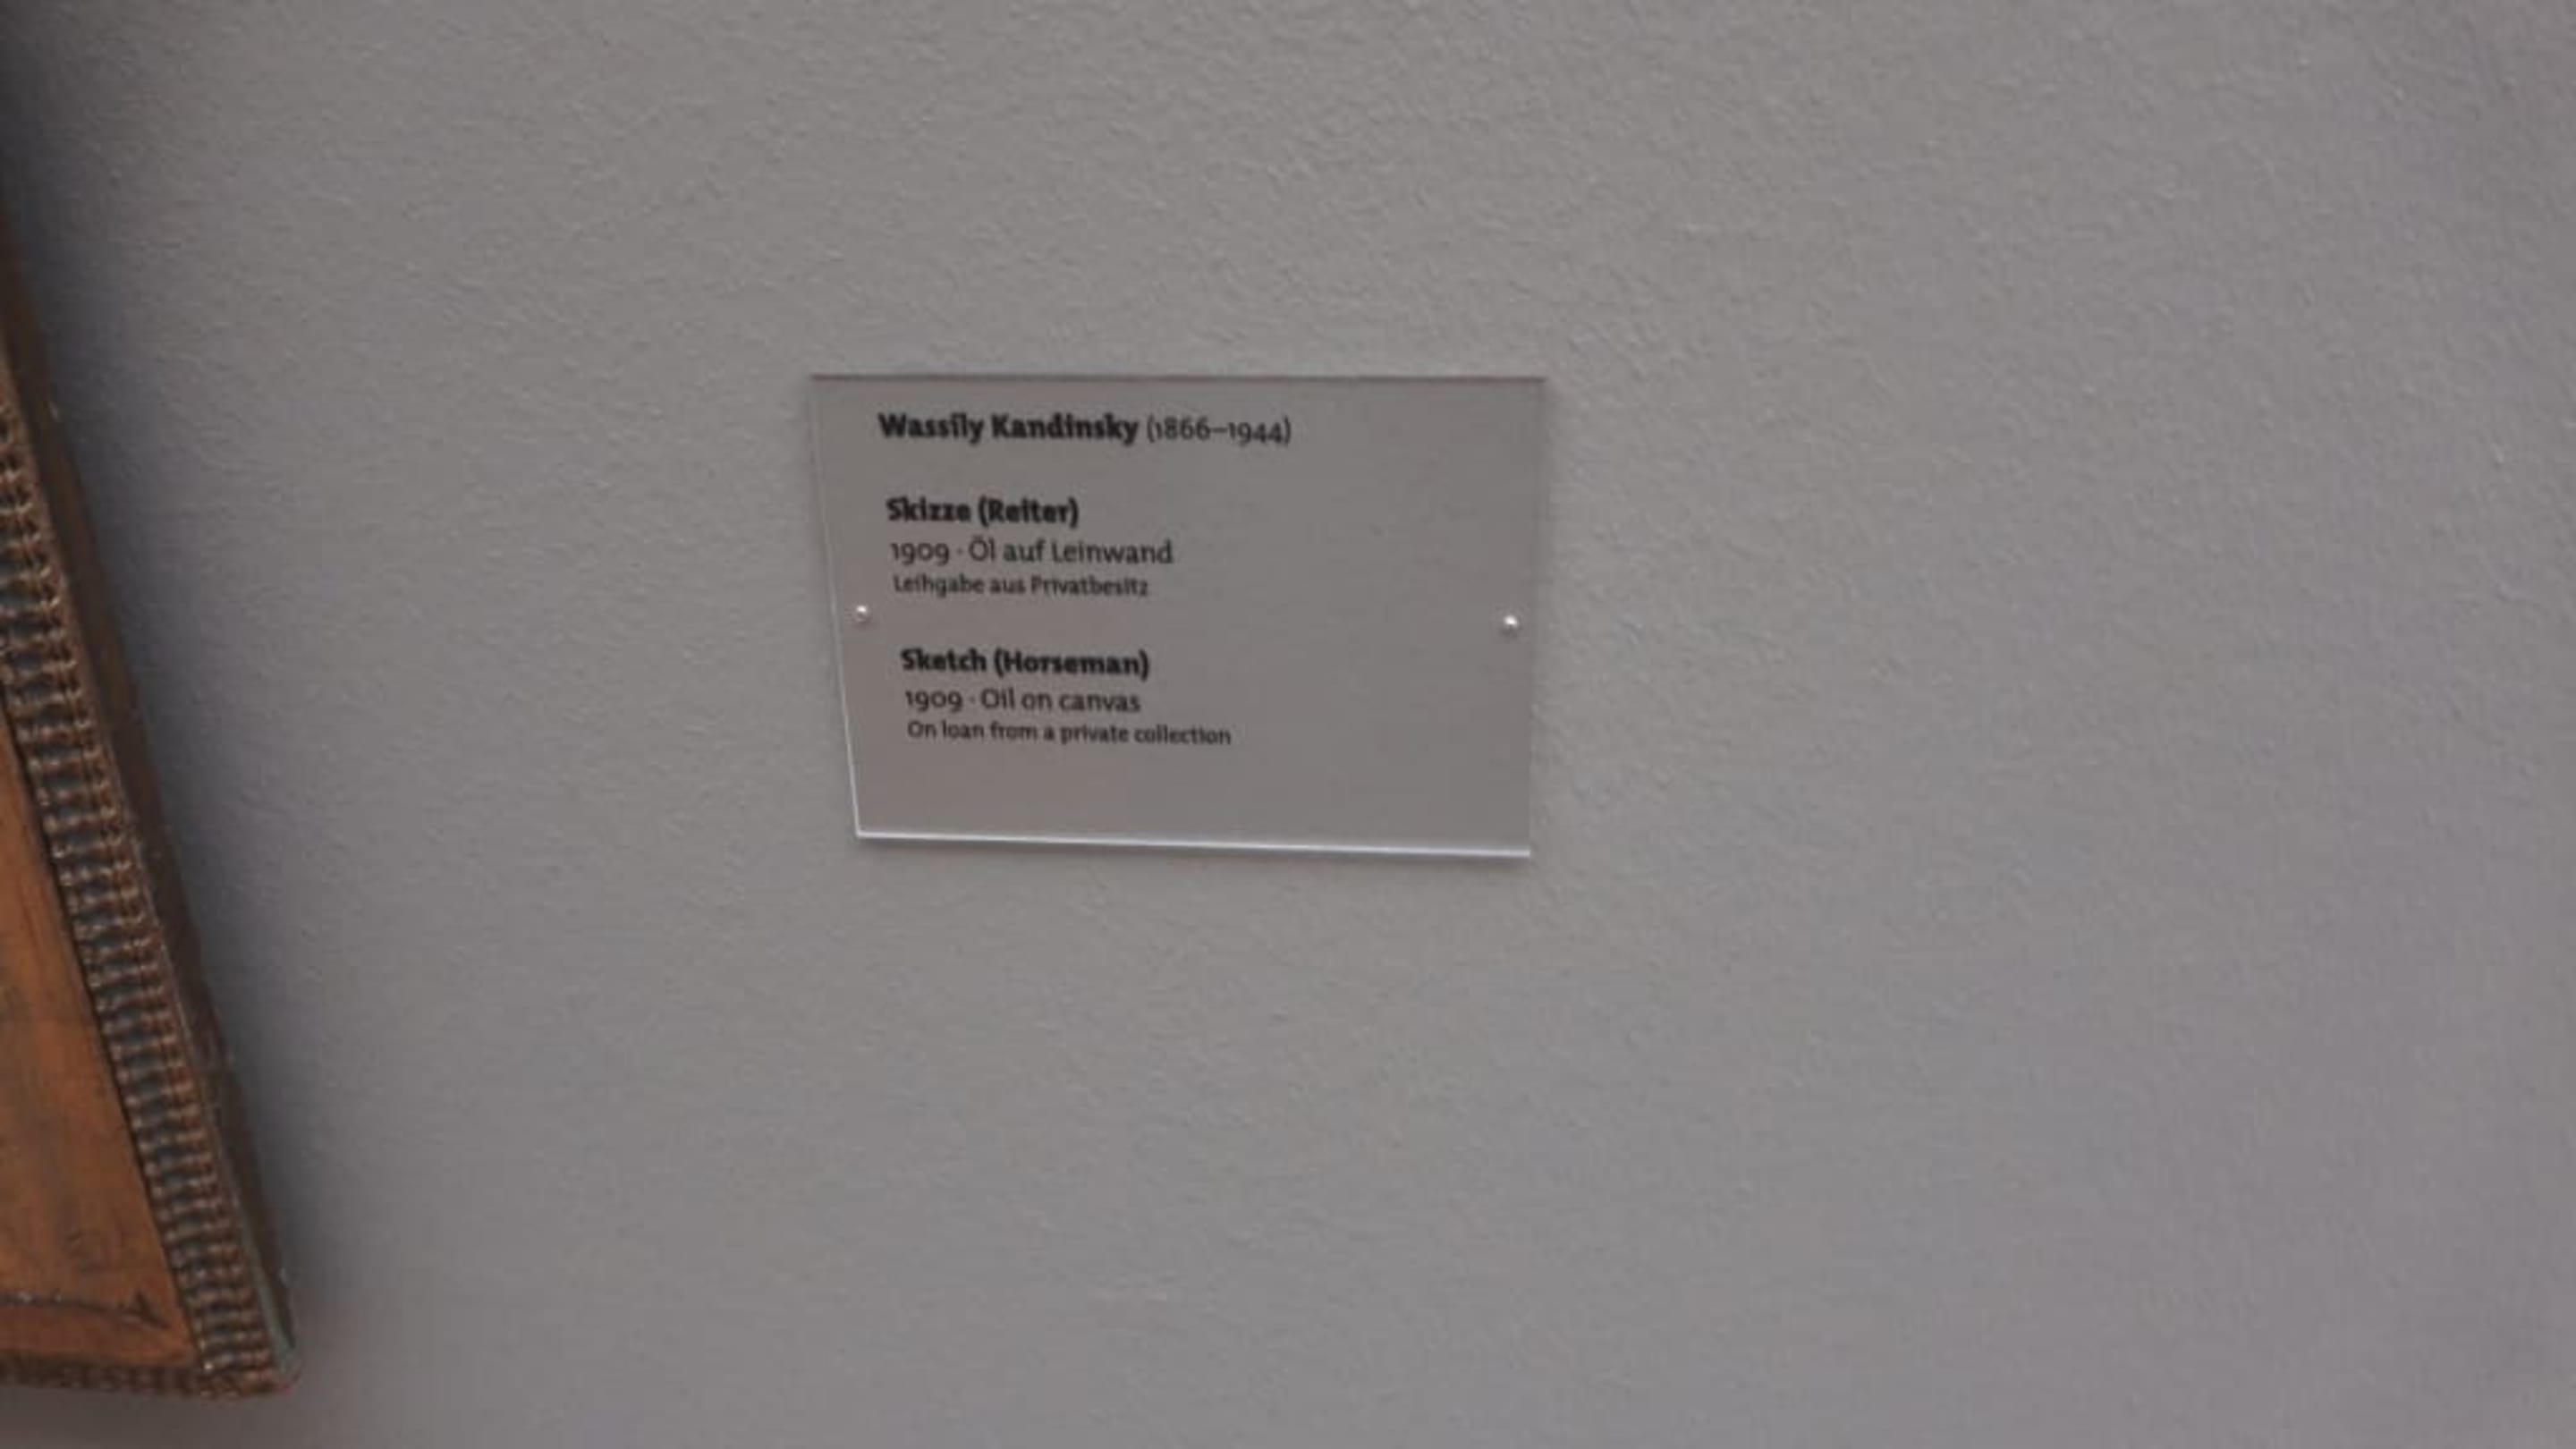 Wassily Kandinsky (1866–1944)
Skizze (Reiter)
1909 · Öl auf Leinwand
Leihgabe aus Privatbesitz
Sketch (Horseman)
1909 · Oil on canvas
On loan from a private collection